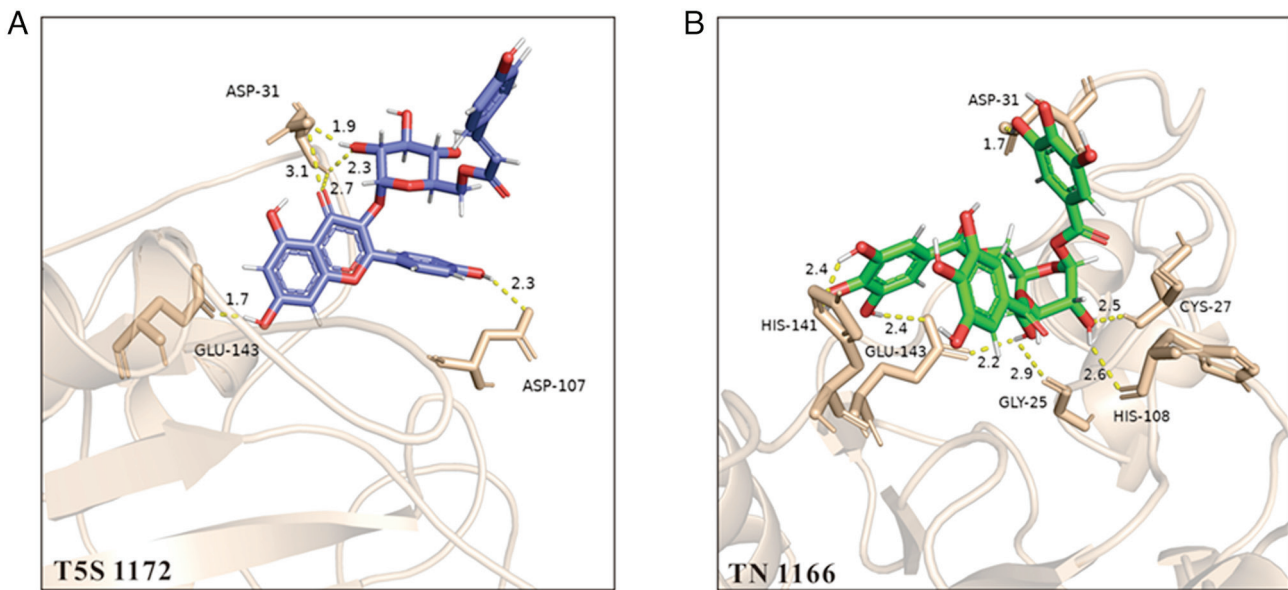 A
ASP-31
1.9
3.1
2.3
2.7
2.3
1.7
GLU-143
ASP-107
T5S 1172
B
ASP-31
1.7
2.4
HIS-141
2.4
GLU-143
2.5
CYS-27
2.2
2.9
2.6
GLY-25
HIS-108
TN 1166